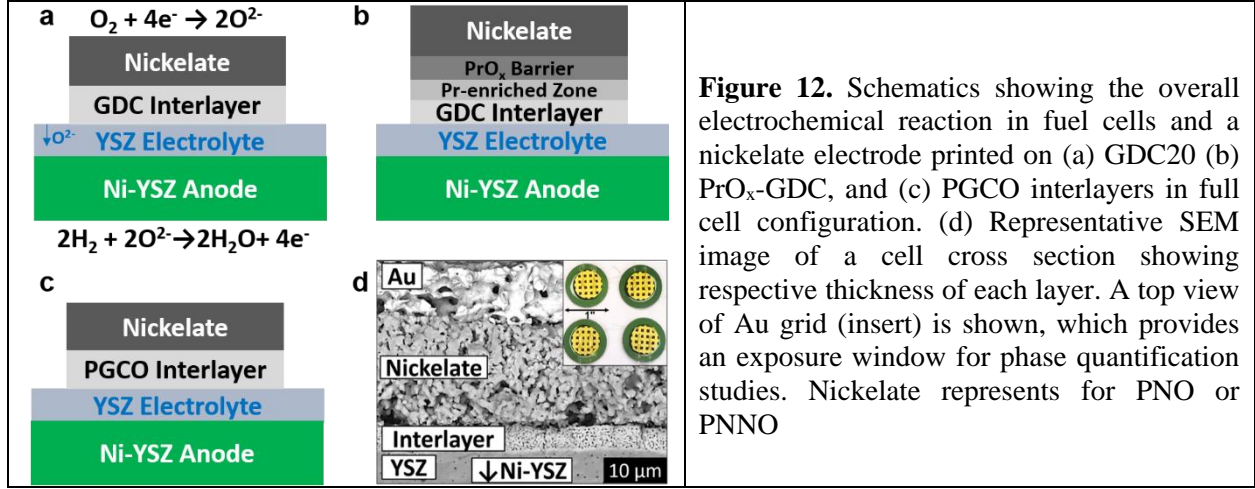 a
O₂ + 4e⁻ → 2O²⁻
Nickelate
GDC Interlayer
↓O²⁻ YSZ Electrolyte
Ni-YSZ Anode
2H₂ + 2O²⁻→2H₂O+ 4e⁻
b
Nickelate
PrOₓ Barrier
Pr-enriched Zone
GDC Interlayer
YSZ Electrolyte
Ni-YSZ Anode
c
Nickelate
PGCO Interlayer
YSZ Electrolyte
Ni-YSZ Anode
d
Au
1"
Nickelate
Interlayer
YSZ
↓Ni-YSZ
10 µm
Figure 12. Schematics showing the overall
electrochemical reaction in fuel cells and a
nickelate electrode printed on (a) GDC20 (b)
PrOₓ-GDC, and (c) PGCO interlayers in full
cell configuration. (d) Representative SEM
image of a cell cross section showing
respective thickness of each layer. A top view
of Au grid (insert) is shown, which provides
an exposure window for phase quantification
studies. Nickelate represents for PNO or
PNNO